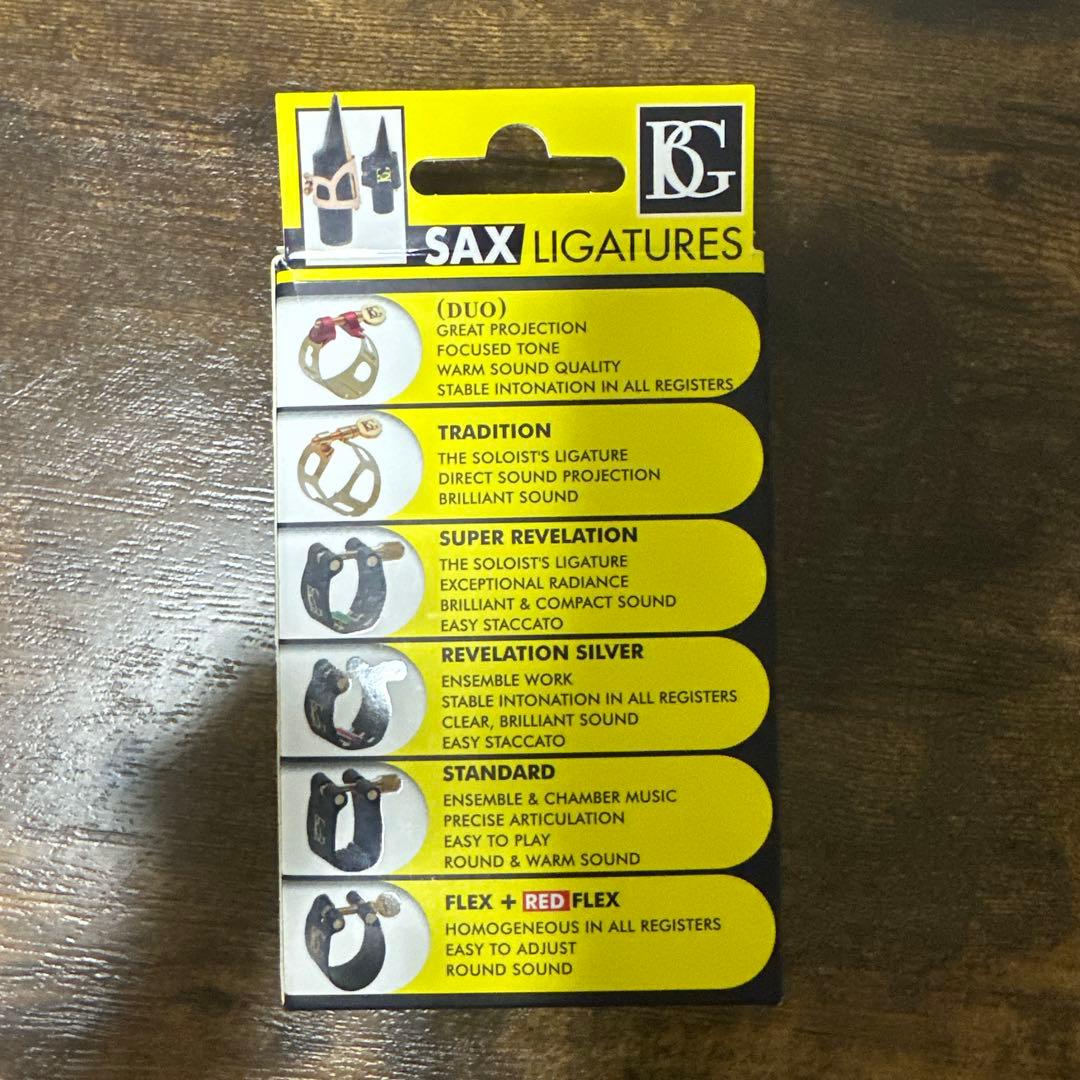 BG
SAX LIGATURES
(DUO)
GREAT PROJECTION
FOCUSED TONE
WARM SOUND QUALITY
STABLE INTONATION IN ALL REGISTERS
TRADITION
THE SOLOIST'S LIGATURE
DIRECT SOUND PROJECTION
BRILLIANT SOUND
SUPER REVELATION
THE SOLOIST'S LIGATURE
EXCEPTIONAL RADIANCE
BRILLIANT & COMPACT SOUND
EASY STACCATO
REVELATION SILVER
ENSEMBLE WORK
STABLE INTONATION IN ALL REGISTERS
CLEAR, BRILLIANT SOUND
EASY STACCATO
STANDARD
ENSEMBLE & CHAMBER MUSIC
PRECISE ARTICULATION
EASY TO PLAY
ROUND & WARM SOUND
FLEX + RED FLEX
HOMOGENEOUS IN ALL REGISTERS
EASY TO ADJUST
ROUND SOUND